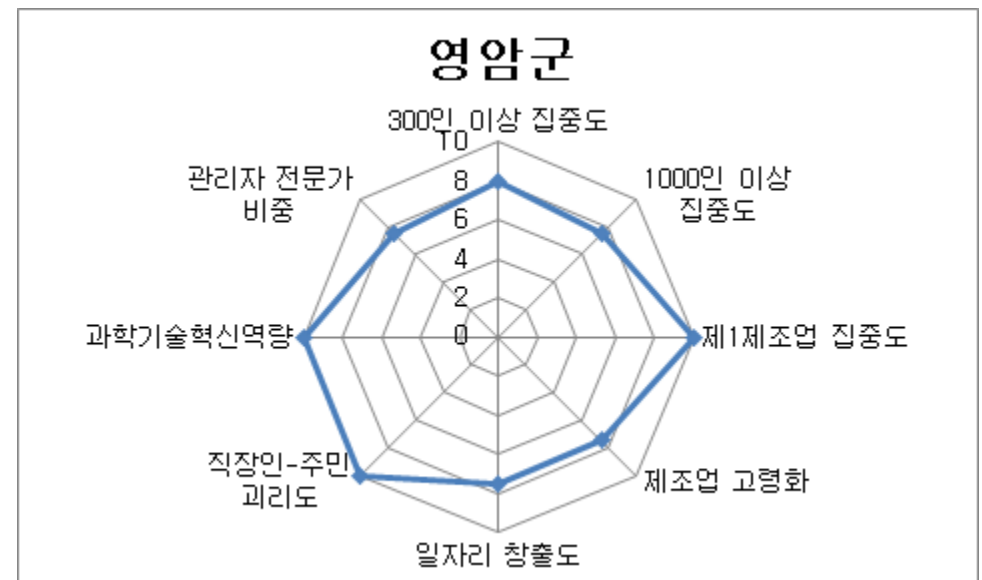 영암군
300인 이상 집중도
10
8
6
4
2
0
1000인 이상
집중도
제1제조업 집중도
제조업 고령화
일자리 창출도
직장인-주민
괴리도
과학기술혁신역량
관리자 전문가
비중